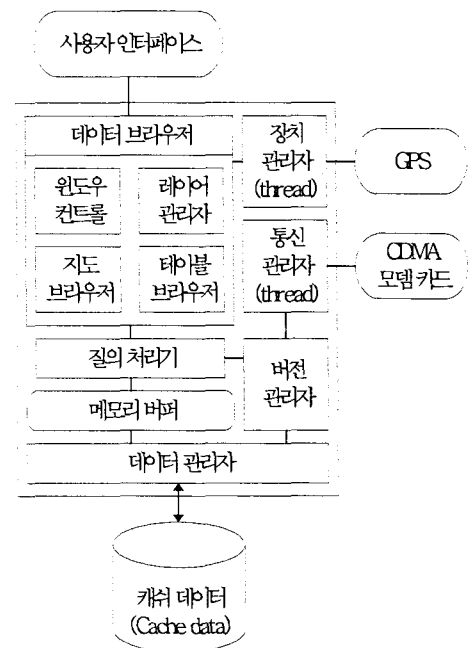 사용자 인터페이스
데이터 브라우저
장치
관리자
(thread)
GPS
윈도우
컨트롤
레이어
관리자
통신
관리자
(thread)
CDMA
모뎀 카드
지도
브라우저
테이블
브라우저
질의 처리기
버전
관리자
메모리 버퍼
데이터 관리자
캐쉬 데이터
(Cache data)